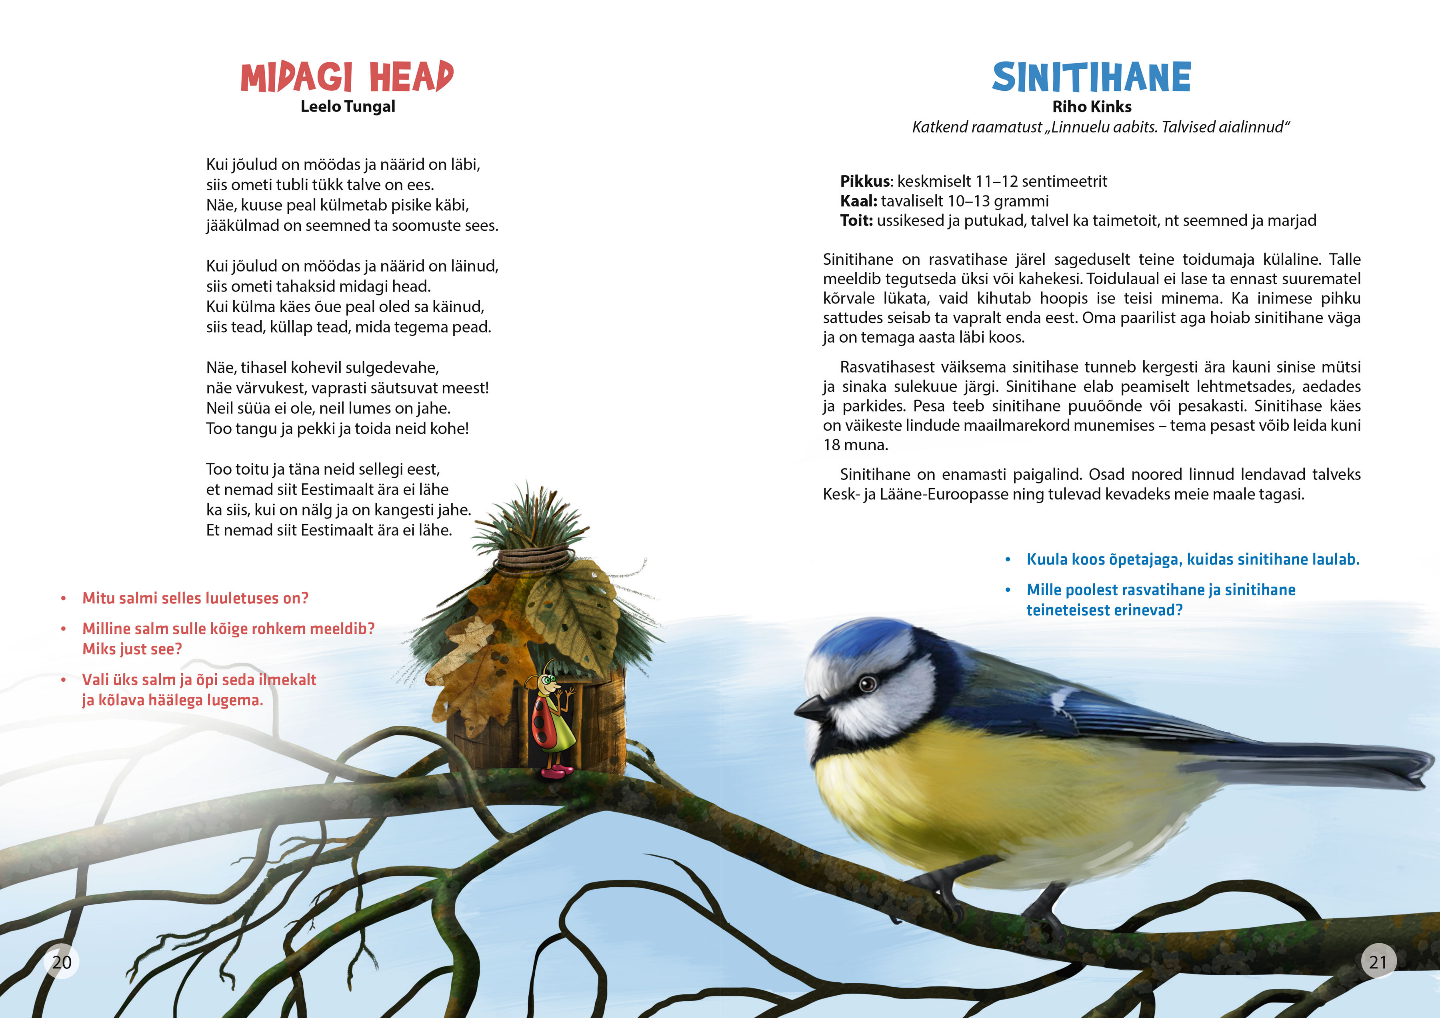 MIDAGI HEAD
Leelo Tungal
Kui jõulud on möödas ja näärid on läbi,
siis ometi tubli tükk talve on ees.
Näe, kuuse peal külmetab pisike käbi,
jääkülmad on seemned ta soomuste sees.
Kui jõulud on möödas ja näärid on läinud,
siis ometi tahaksid midagi head.
Kui külma käes õue peal oled sa käinud,
siis tead, küllap tead, mida tegema pead.
Näe, tihasel kohevil sulgedevahe,
näe värvukest, vaprasti säutsuvat meest!
Neil süüa ei ole, neil lumes on jahe.
Too tangu ja pekki ja toida neid kohe!
Too toitu ja täna neid sellegi eest,
et nemad siit Eestimaalt ära ei lähe
ka siis, kui on nälg ja on kangesti jahe.
Et nemad siit Eestimaalt ära ei lähe.
• Mitu salmi selles luuletuses on?
• Milline salm sulle kõige rohkem meeldib?
Miks just see?
• Vali üks salm ja õpi seda ilmekalt
ja kõlava häälega lugema.
20
SINITIHANE
Riho Kinks
Katkend raamatust „Linnuelu aabits. Talvised aialinnud“
Pikkus: keskmiselt 11–12 sentimeetrit
Kaal: tavaliselt 10–13 grammi
Toit: ussikesed ja putukad, talvel ka taimetoit, nt seemned ja marjad
Sinitihane on rasvatihase järel sageduselt teine toidumaja külaline. Talle
meeldib tegutseda üksi või kahekesi. Toidulaual ei lase ta ennast suurematel
kõrvale lükata, vaid kihutab hoopis ise teisi minema. Ka inimese pihku
sattudes seisab ta vapralt enda eest. Oma paarilist aga hoiab sinitihane väga
ja on temaga aasta läbi koos.
Rasvatihasest väiksema sinitihase tunneb kergesti ära kauni sinise mütsi
ja sinaka sulekuue järgi. Sinitihane elab peamiselt lehtmetsades, aedades
ja parkides. Pesa teeb sinitihane puuõõnde või pesakasti. Sinitihase käes
on väikeste lindude maailmarekord munemises – tema pesast võib leida kuni
18 muna.
Sinitihane on enamasti paigalind. Osad noored linnud lendavad talveks
Kesk- ja Lääne-Euroopasse ning tulevad kevadeks meie maale tagasi.
• Kuula koos õpetajaga, kuidas sinitihane laulab.
• Mille poolest rasvatihane ja sinitihane
teineteisest erinevad?
21